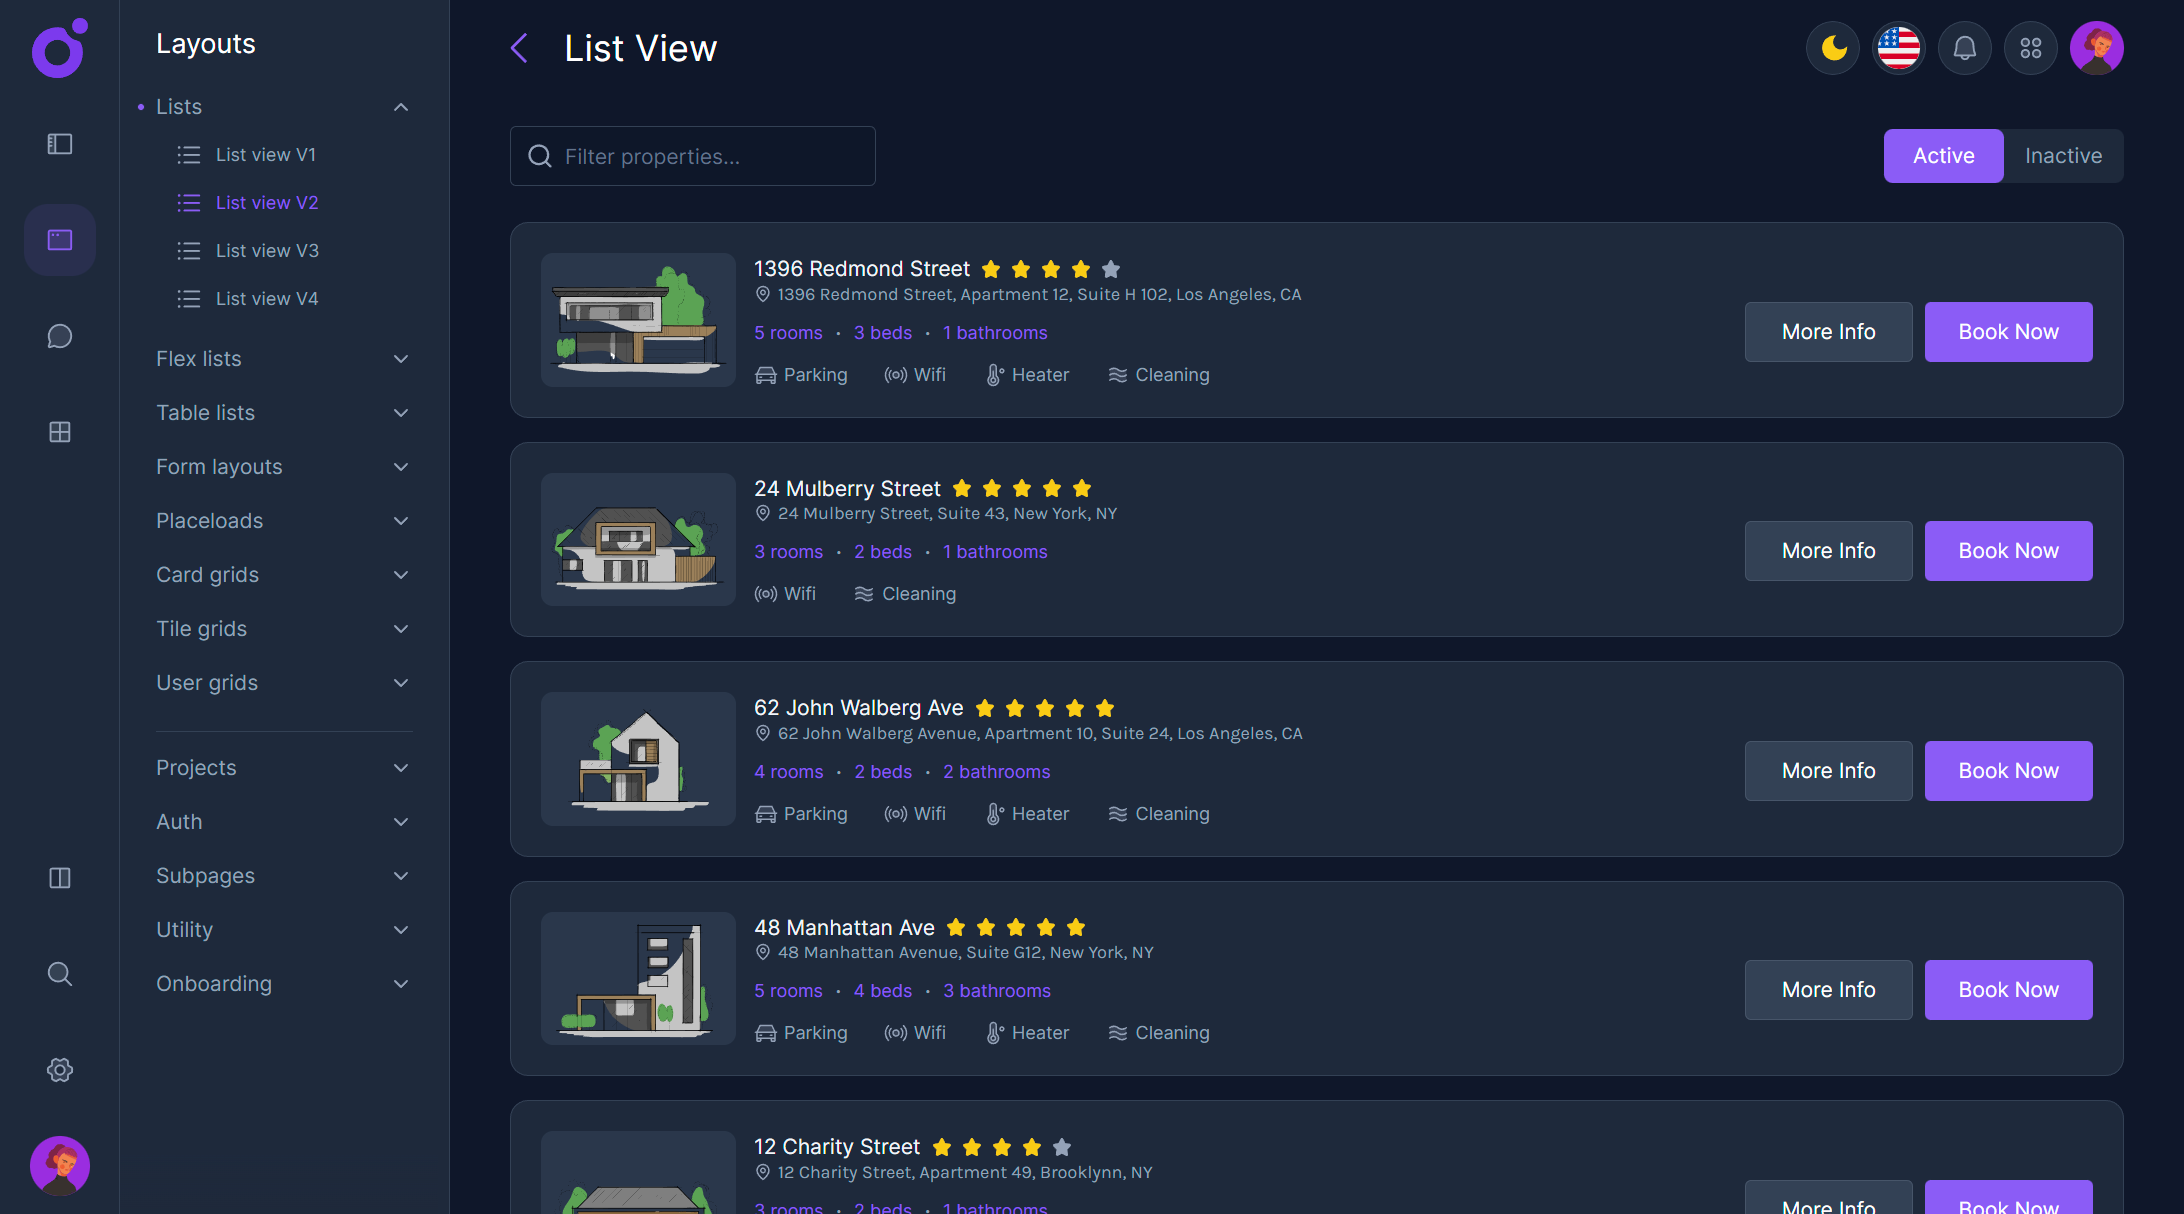 Layouts
Lists
List view V1
List view V2
List view V3
List view V4
Flex lists
Table lists
Form layouts
Placeloads
Card grids
Tile grids
User grids
Projects
Auth
Subpages
Utility
Onboarding
List View
Filter properties...
Active Inactive
1396 Redmond Street
1396 Redmond Street, Apartment 12, Suite H 102, Los Angeles, CA
5 rooms · 3 beds · 1 bathrooms
Parking Wifi Heater Cleaning
More Info Book Now
24 Mulberry Street
24 Mulberry Street, Suite 43, New York, NY
3 rooms · 2 beds · 1 bathrooms
Wifi Cleaning
More Info Book Now
62 John Walberg Ave
62 John Walberg Avenue, Apartment 10, Suite 24, Los Angeles, CA
4 rooms · 2 beds · 2 bathrooms
Parking Wifi Heater Cleaning
More Info Book Now
48 Manhattan Ave
48 Manhattan Avenue, Suite G12, New York, NY
5 rooms · 4 beds · 3 bathrooms
Parking Wifi Heater Cleaning
More Info Book Now
12 Charity Street
12 Charity Street, Apartment 49, Brooklynn, NY
3 rooms · 2 beds · 1 bathrooms
More Info Book Now